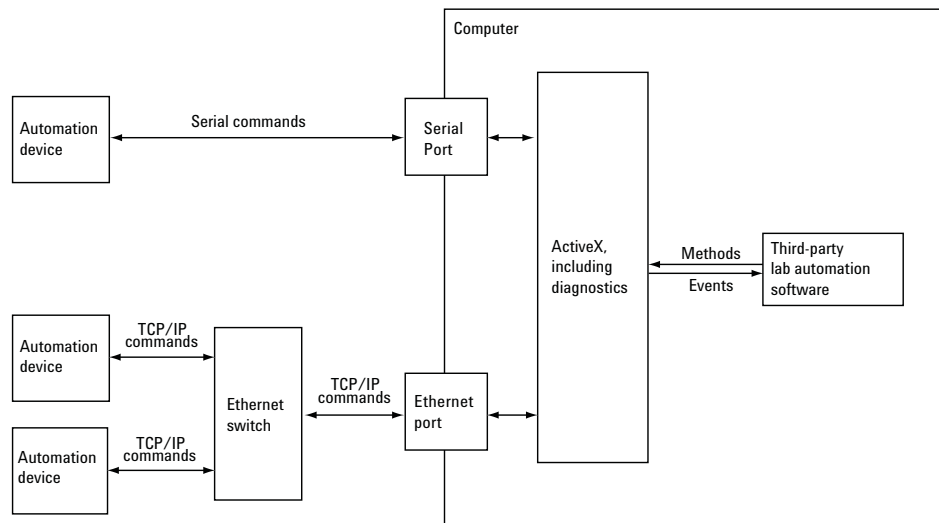 Computer
Automation
device
Serial commands
Serial
Port
ActiveX,
including
diagnostics
Methods
Events
Third-party
lab automation
software
Automation
device
TCP/IP
commands
Ethernet
switch
TCP/IP
commands
Ethernet
port
Automation
device
TCP/IP
commands